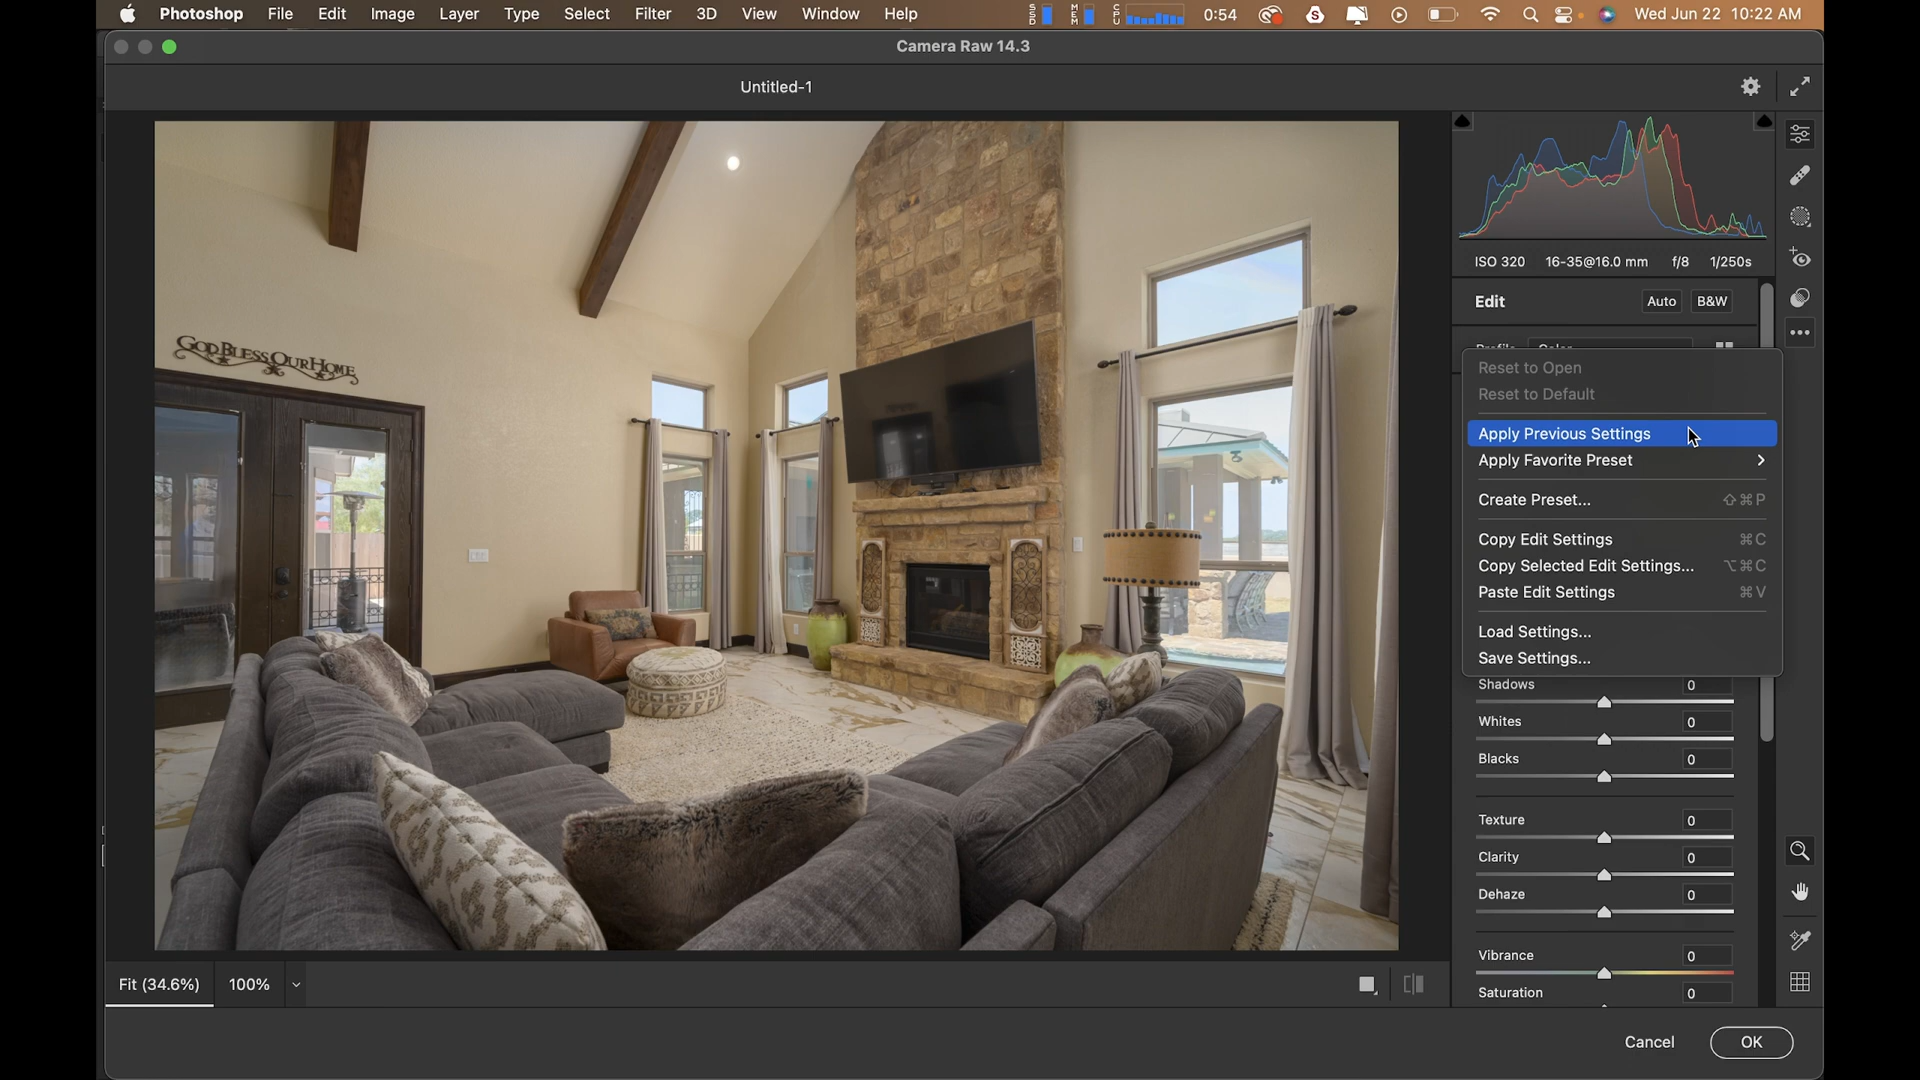 Photoshop File Edit Image Layer Type Select Filter 3D View Window Help SSD MEM CPU 0:54 Wed Jun 22 10:22 AM
Camera Raw 14.3
Untitled-1
ISO 320 16-35@16.0 mm f/8 1/250s
Edit Auto B&W
GOD BLESS OUR HOME
Reset to Open
Reset to Default
Apply Previous Settings
Apply Favorite Preset
Create Preset... ⇧⌘P
Copy Edit Settings ⌘C
Copy Selected Edit Settings... ⌥⌘C
Paste Edit Settings ⌘V
Load Settings...
Save Settings...
Shadows 0
Whites 0
Blacks 0
Texture 0
Clarity 0
Dehaze 0
Vibrance 0
Saturation 0
Fit (34.6%) 100%
Cancel OK